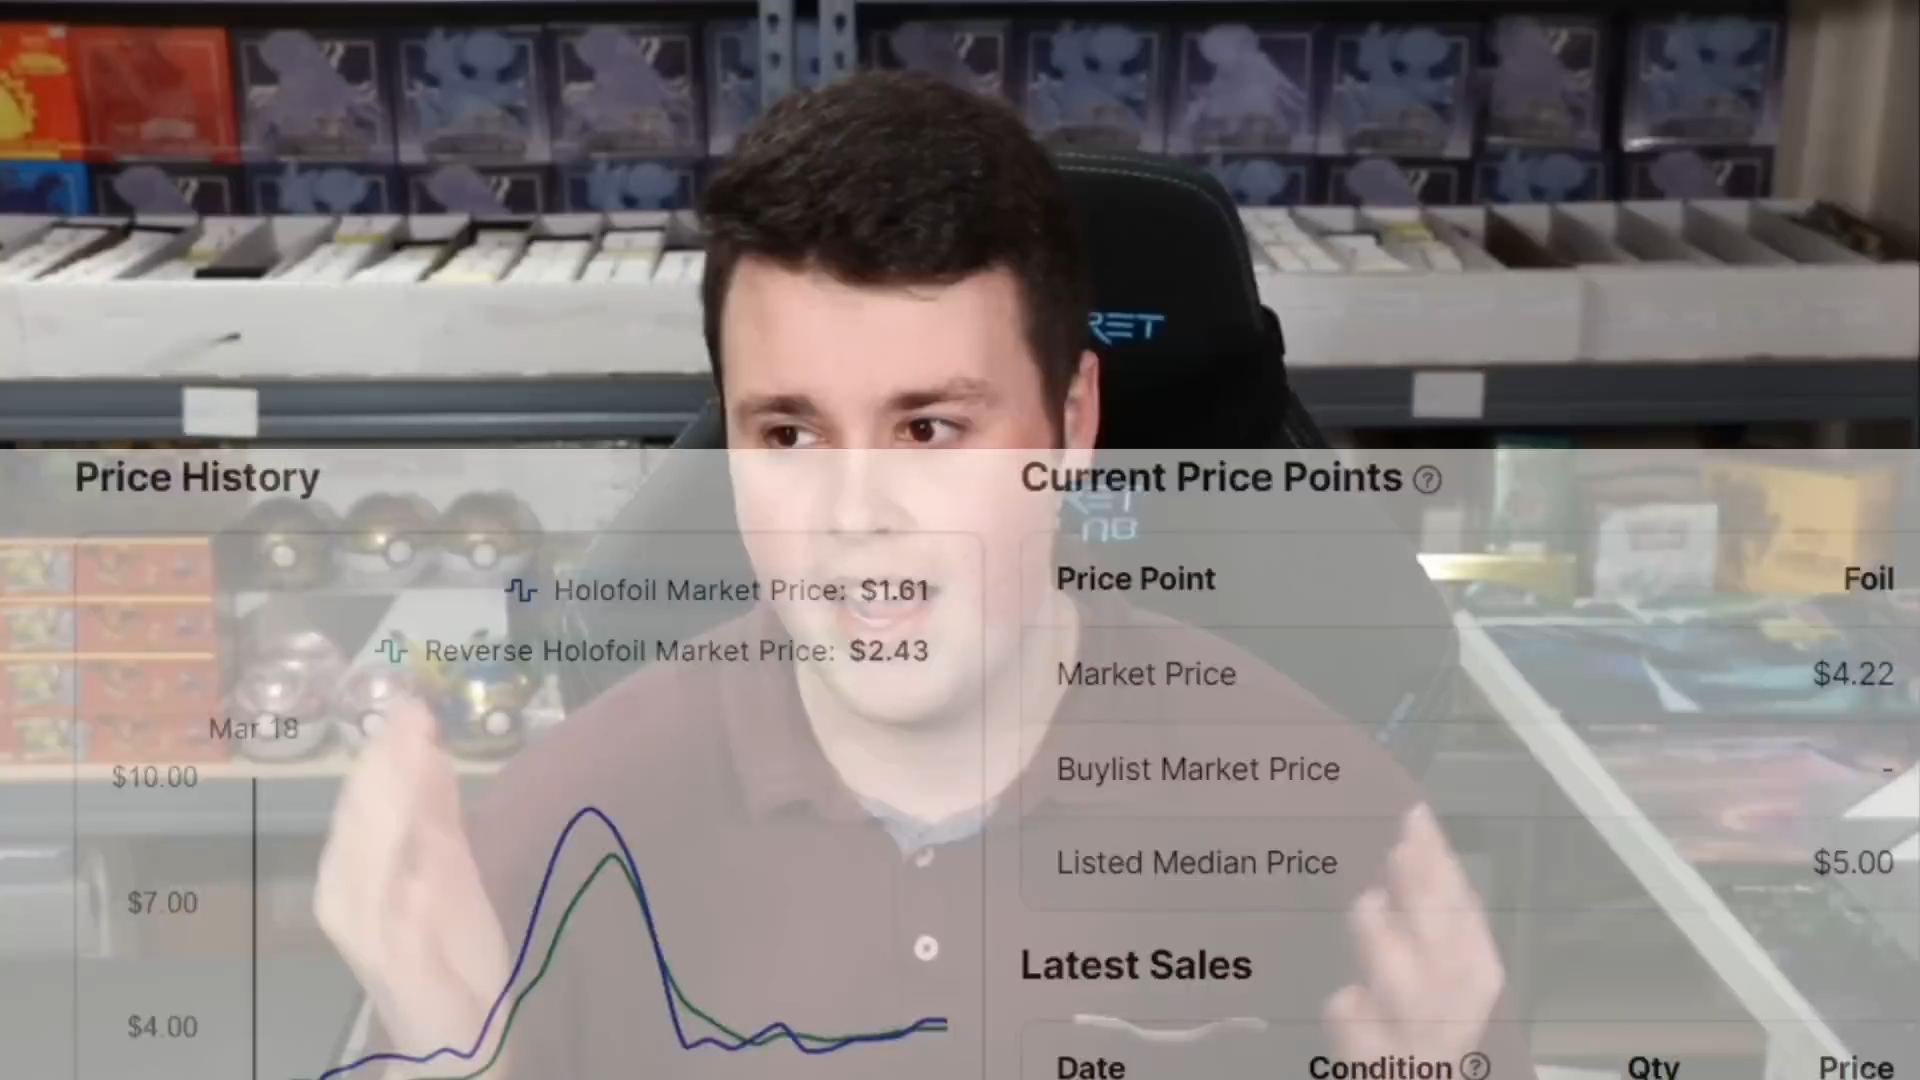 RET
Price History
Current Price Points ?
RET
Price Point
Foil
Holofoil Market Price: $1.61
Reverse Holofoil Market Price: $2.43
Market Price
$4.22
Mar 18
$10.00
Buylist Market Price
-
Listed Median Price
$5.00
$7.00
Latest Sales
$4.00
Date
Condition ?
Qty
Price